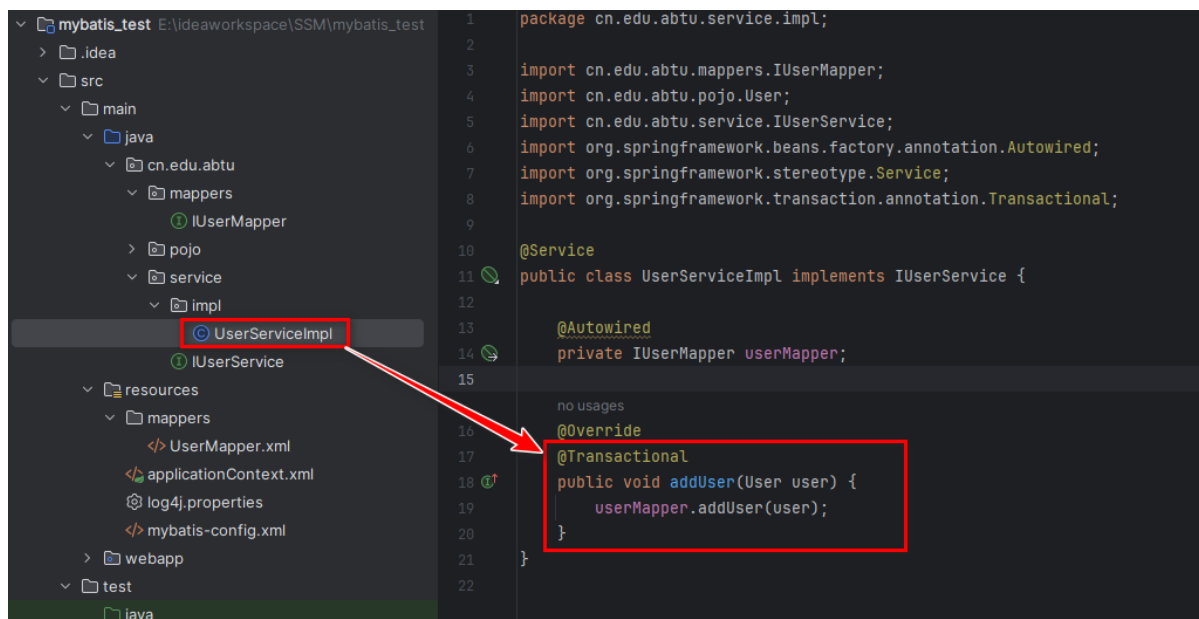 mybatis_test E:\ideaworkspace\SSM\mybatis_test
.idea
src
main
java
cn.edu.abtu
mappers
IUserMapper
pojo
service
impl
UserServiceImpl
IUserService
resources
mappers
UserMapper.xml
applicationContext.xml
log4j.properties
mybatis-config.xml
webapp
test
java
1 package cn.edu.abtu.service.impl;
2
3 import cn.edu.abtu.mappers.IUserMapper;
4 import cn.edu.abtu.pojo.User;
5 import cn.edu.abtu.service.IUserService;
6 import org.springframework.beans.factory.annotation.Autowired;
7 import org.springframework.stereotype.Service;
8 import org.springframework.transaction.annotation.Transactional;
9
10 @Service
11 public class UserServiceImpl implements IUserService {
12
13 @Autowired
14 private IUserMapper userMapper;
15
no usages
16 @Override
17 @Transactional
18 public void addUser(User user) {
19 userMapper.addUser(user);
20 }
21 }
22